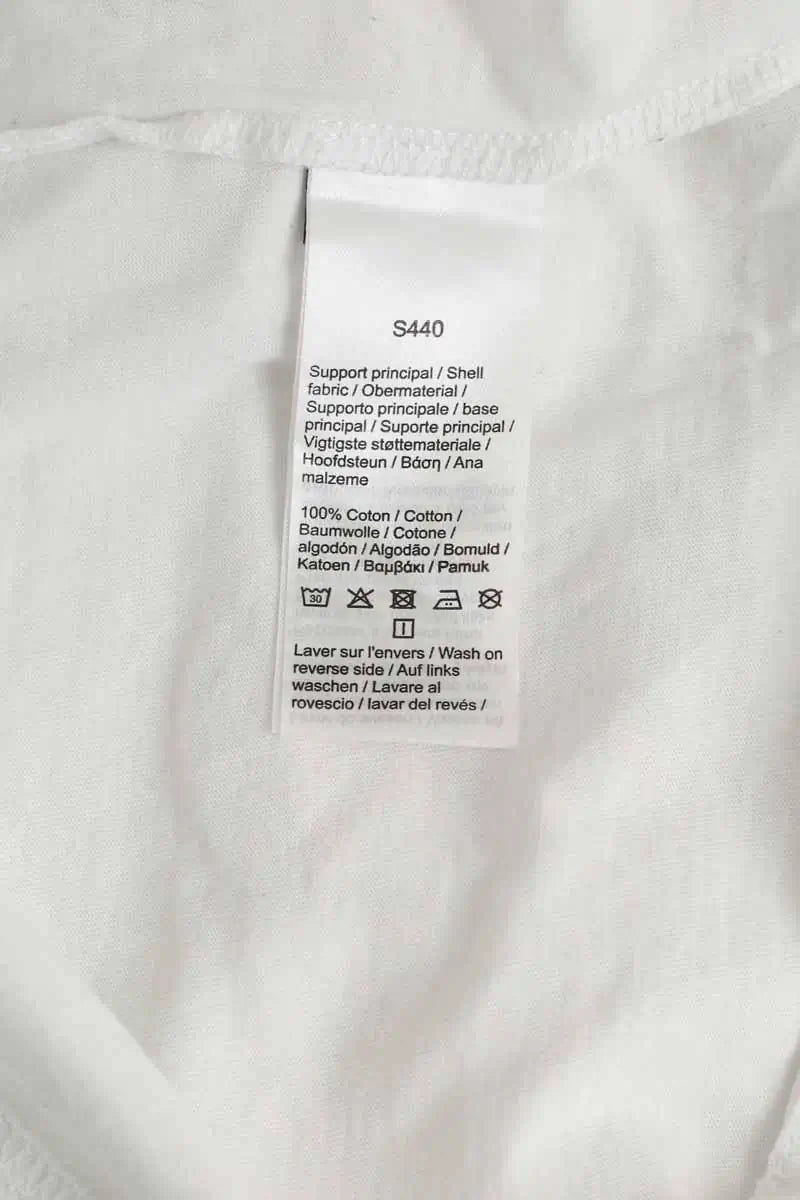 S440
Support principal / Shell
fabric / Obermaterial /
Supporto principale / base
principal / Suporte principal /
Vigtigste støttemateriale /
Hoofdsteun / Βάση / Ana
malzeme
100% Coton / Cotton /
Baumwolle / Cotone /
algodón / Algodão / Bomuld /
Katoen / Βαμβάκι / Pamuk
30
Laver sur l'envers / Wash on
reverse side / Auf links
waschen / Lavare al
rovescio / lavar del revés /